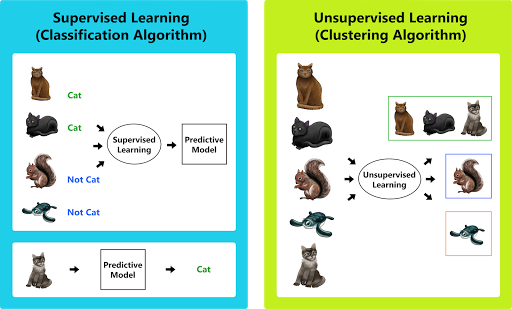 Supervised Learning
(Classification Algorithm)
Cat
Cat
Supervised
Learning
Predictive
Model
Not Cat
Not Cat
Predictive
Model
Cat
Unsupervised Learning
(Clustering Algorithm)
Unsupervised
Learning